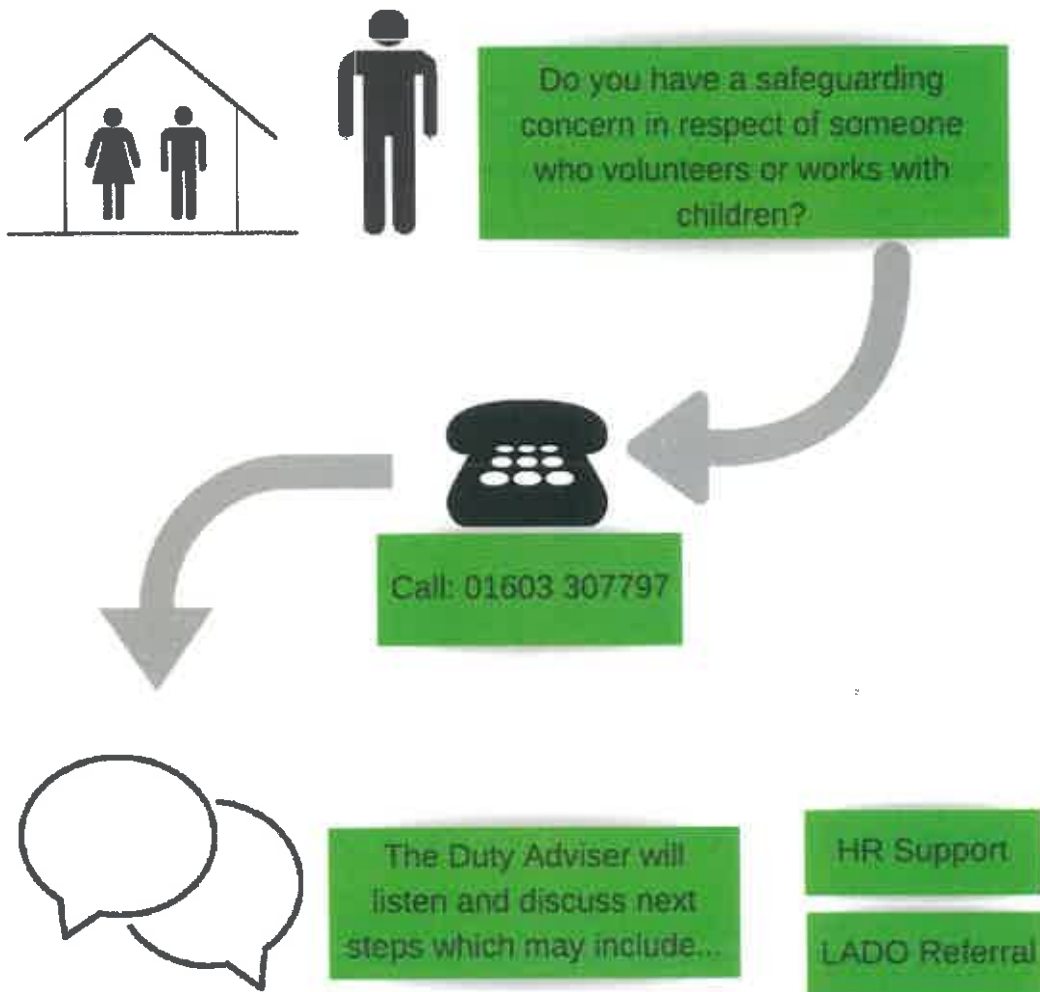 Do you have a safeguarding
concern in respect of someone
who volunteers or works with
children?
Call: 01603 307797
The Duty Adviser will
listen and discuss next
steps which may include...
HR Support
LADO Referral